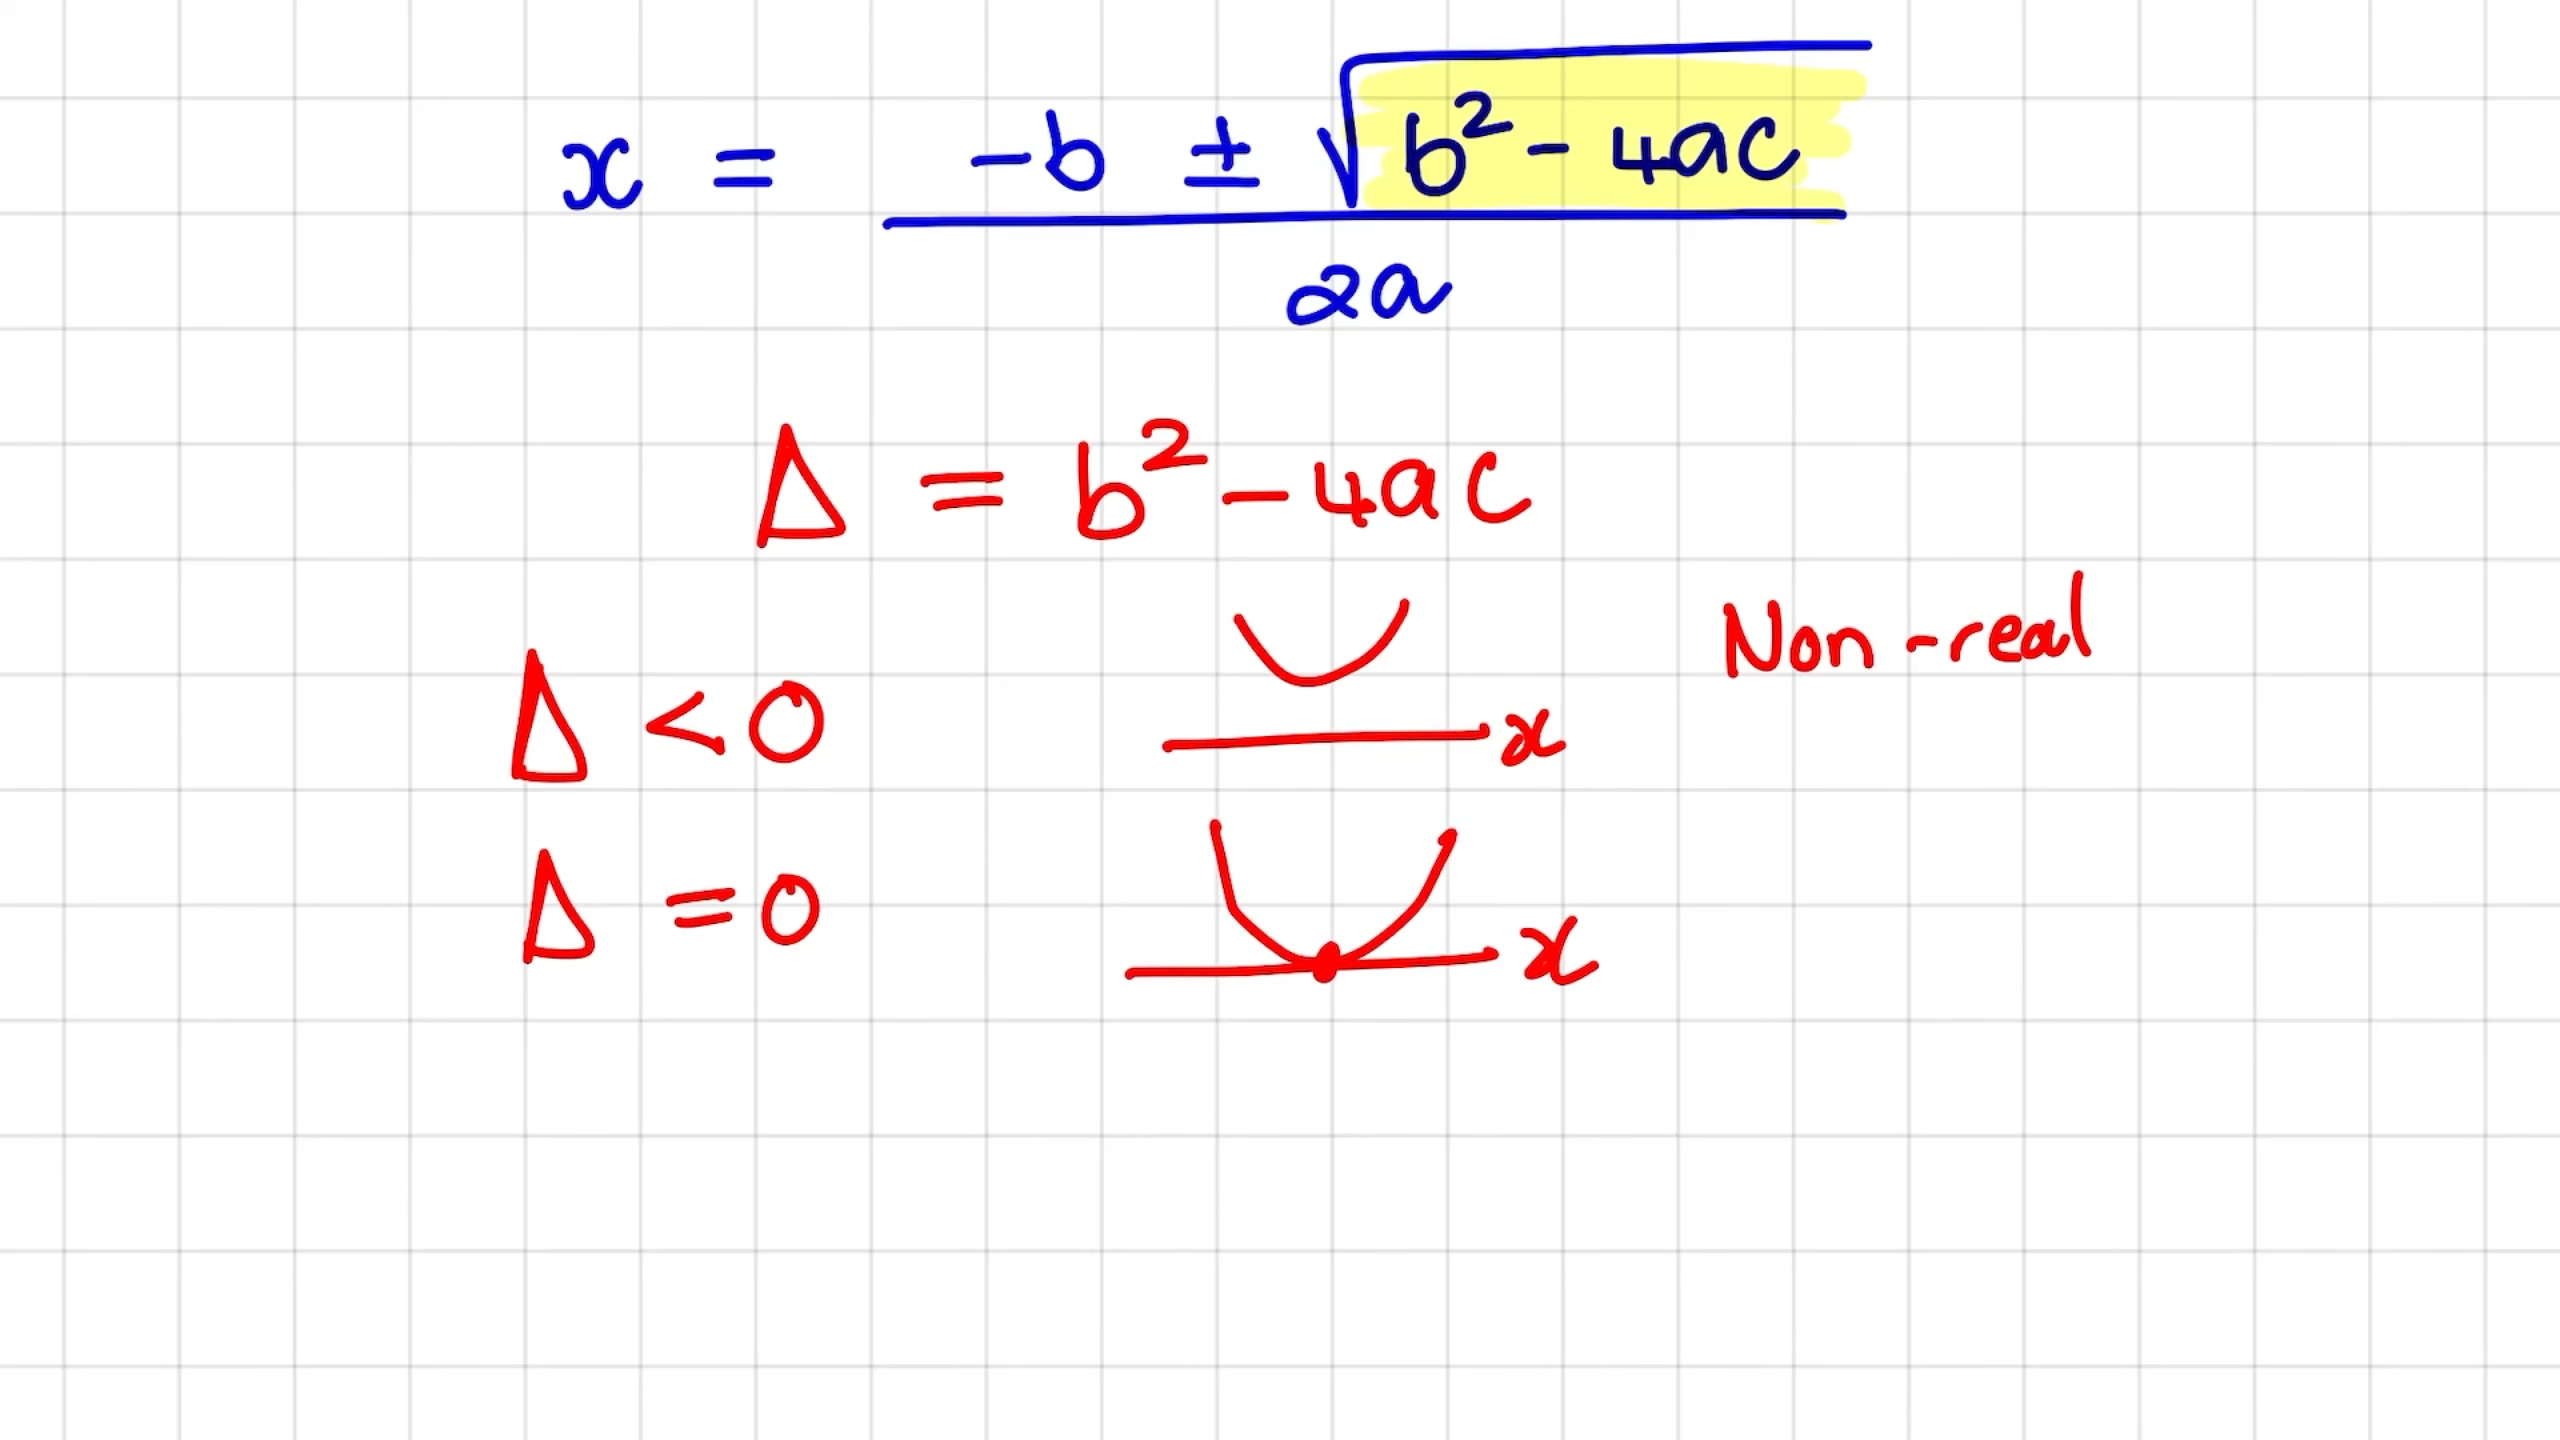 x = -b ± √b² - 4ac
2a
Δ = b² - 4ac
Non-real
Δ < 0 x
Δ = 0 x